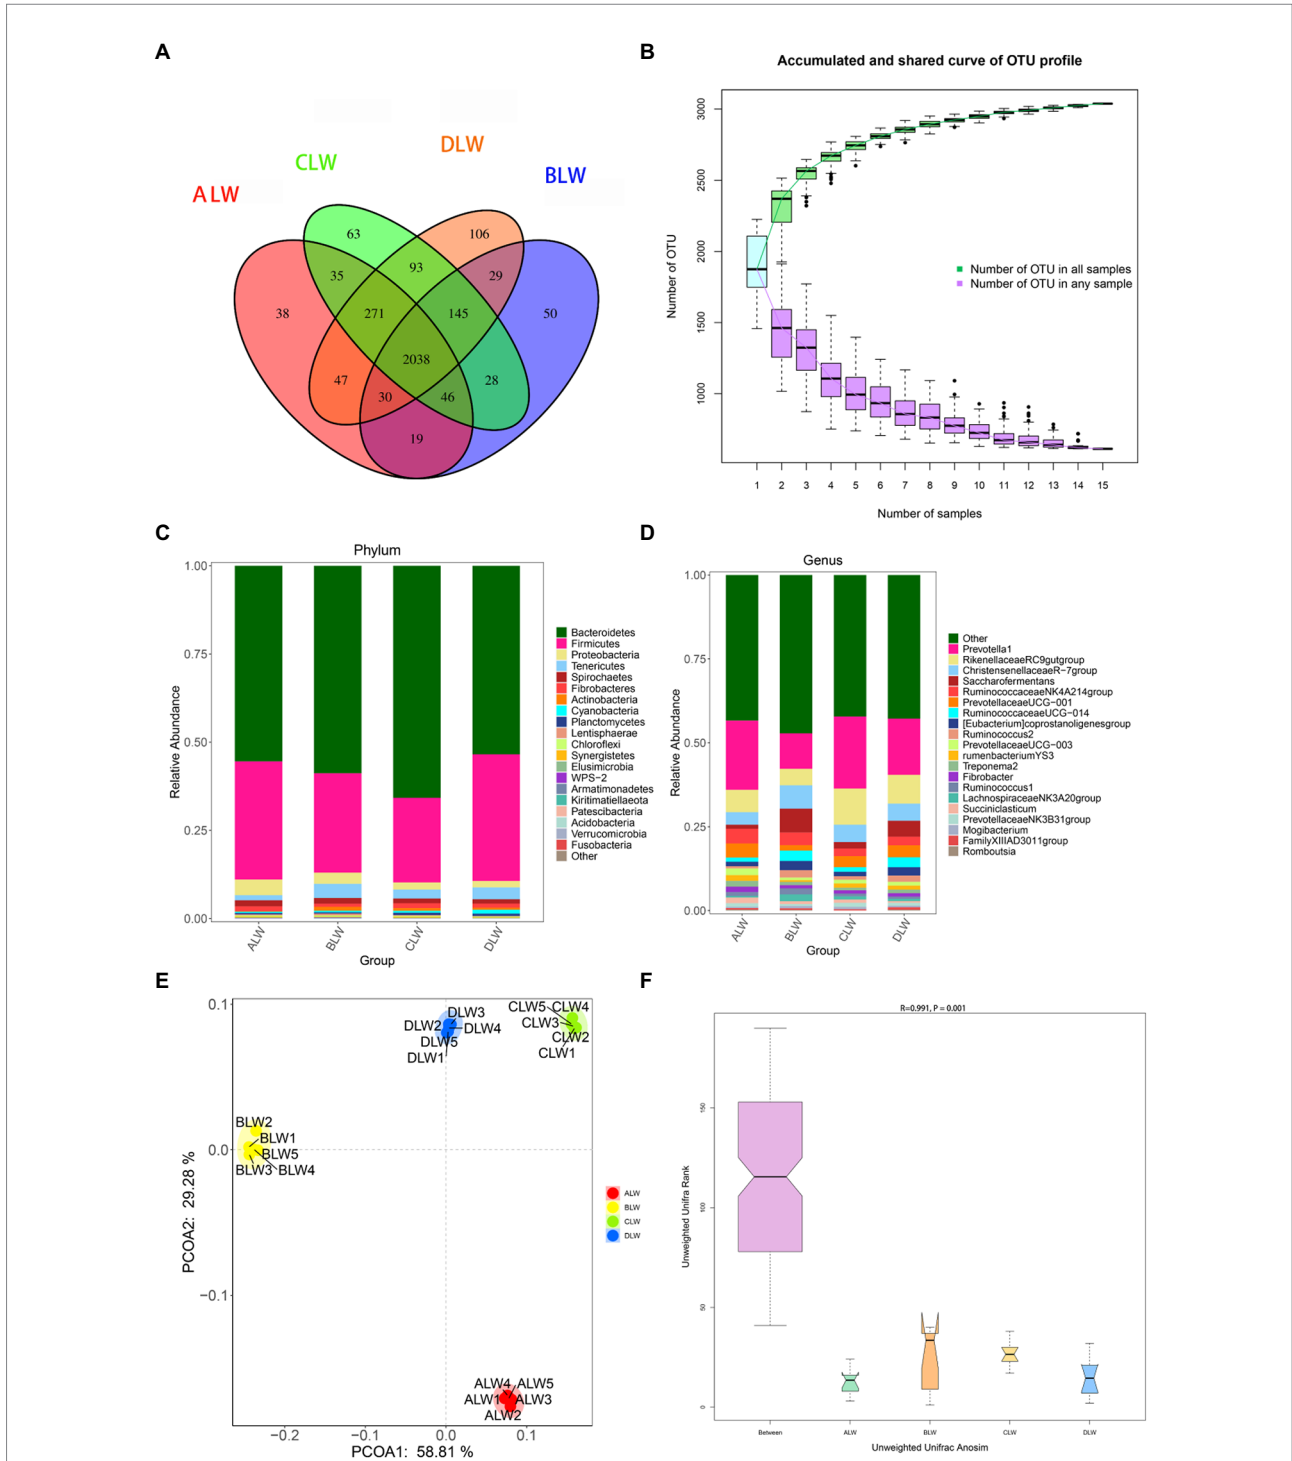 A
ALW
CLW
DLW
BLW
63
106
35
93
29
38
271
145
50
2038
47
30
46
28
19
B
Accumulated and shared curve of OTU profile
Number of OTU
3000
2500
2000
1500
1000
Number of OTU in all samples
Number of OTU in any sample
1 2 3 4 5 6 7 8 9 10 11 12 13 14 15
Number of samples
C
Phylum
Relative Abundance
1.00
0.75
0.50
0.25
0.00
ALW BLW CLW DLW
Group
Bacteroidetes
Firmicutes
Proteobacteria
Tenericutes
Spirochaetes
Fibrobacteres
Actinobacteria
Cyanobacteria
Planctomycetes
Lentisphaerae
Chloroflexi
Synergistetes
Elusimicrobia
WPS-2
Armatimonadetes
Kiritimatiellaeota
Patescibacteria
Acidobacteria
Verrucomicrobia
Fusobacteria
Other
D
Genus
Relative Abundance
1.00
0.75
0.50
0.25
0.00
ALW BLW CLW DLW
Group
Other
Prevotella1
RikenellaceaeRC9gutgroup
ChristensenellaceaeR-7group
Saccharofermentans
RuminococcaceaeNK4A214group
PrevotellaceaeUCG-001
RuminococcaceaeUCG-014
[Eubacterium]coprostanoligenesgroup
Ruminococcus2
PrevotellaceaeUCG-003
rumenbacteriumYS3
Treponema2
Fibrobacter
Ruminococcus1
LachnospiraceaeNK3A20group
Succiniclasticum
PrevotellaceaeNK3B31group
Mogibacterium
FamilyXIIIAD3011group
Romboutsia
E
PCOA2: 29.28 %
0.1
0.0
−0.1
DLW3
DLW2
DLW4
DLW5
DLW1
CLW5 CLW4
CLW3
CLW2
CLW1
BLW2
BLW1
BLW5
BLW3 BLW4
ALW4 ALW5
ALW1 ALW3
ALW2
−0.2 −0.1 0.0 0.1
PCOA1: 58.81 %
ALW
BLW
CLW
DLW
F
R=0.991, P = 0.001
Unweighted Unifra Rank
150
100
50
0
Between ALW BLW CLW DLW
Unweighted Unifrac Anosim